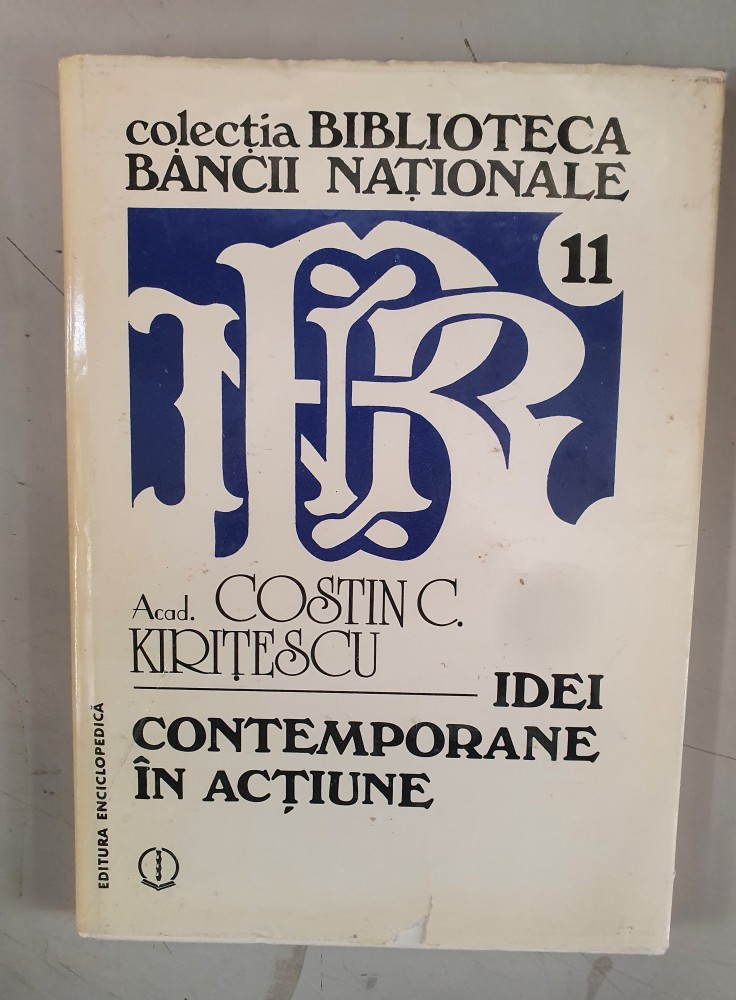 colecția BIBLIOTECA
BĂNCII NAȚIONALE
11
Acad. COSTIN C.
KIRIȚESCU
IDEI
CONTEMPORANE
ÎN ACȚIUNE
EDITURA ENCICLOPEDICĂ